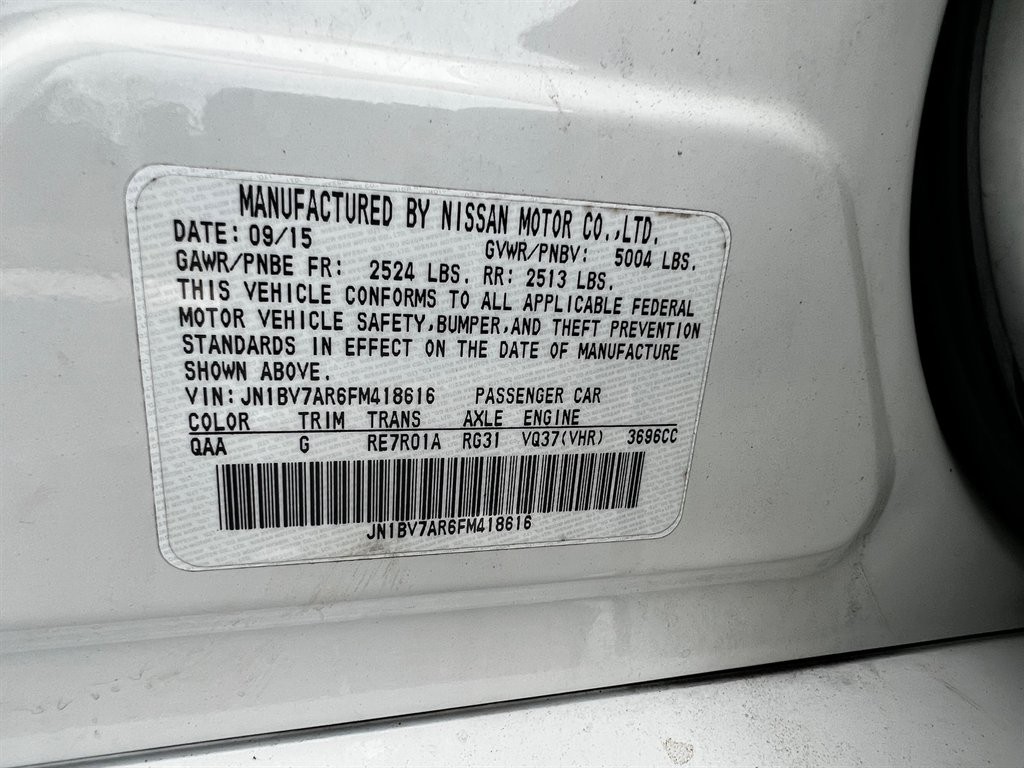 MANUFACTURED BY NISSAN MOTOR CO.,LTD.
DATE: 09/15 GVWR/PNBV: 5004 LBS.
GAWR/PNBE FR: 2524 LBS. RR: 2513 LBS.
THIS VEHICLE CONFORMS TO ALL APPLICABLE FEDERAL
MOTOR VEHICLE SAFETY,BUMPER,AND THEFT PREVENTION
STANDARDS IN EFFECT ON THE DATE OF MANUFACTURE
SHOWN ABOVE.
VIN: JN1BV7AR6FM418616 PASSENGER CAR
COLOR TRIM TRANS AXLE ENGINE
QAA G RE7R01A RG31 VQ37(VHR) 3696CC
JN1BV7AR6FM418616